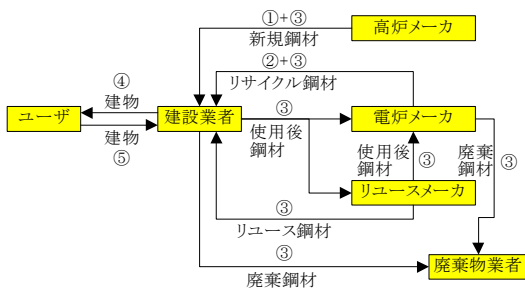 ①+③
新規鋼材
高炉メーカ
②+③
リサイクル鋼材
④
建物
ユーザ
建物
⑤
建設業者
③
使用後
鋼材
電炉メーカ
使用後
鋼材
③
廃棄
鋼材
③
リユースメーカ
③
リユース鋼材
③
廃棄鋼材
廃棄物業者